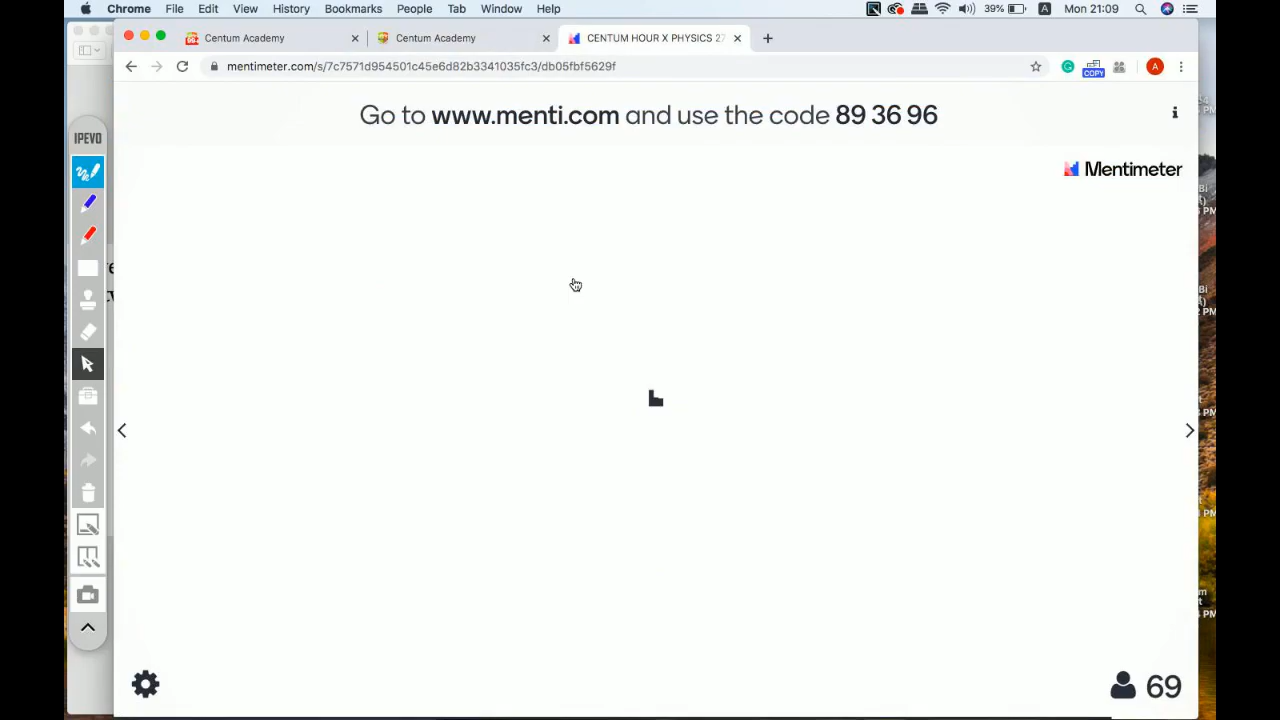 Chrome File Edit View History Bookmarks People Tab Window Help 39% A Mon 21:09
Centum Academy
Centum Academy
CENTUM HOUR X PHYSICS 27
mentimeter.com/s/7c7571d954501c45e6d82b3341035fc3/db05fbf5629f
COPY
A
Go to www.menti.com and use the code 89 36 96
IPEVO
Mentimeter
69